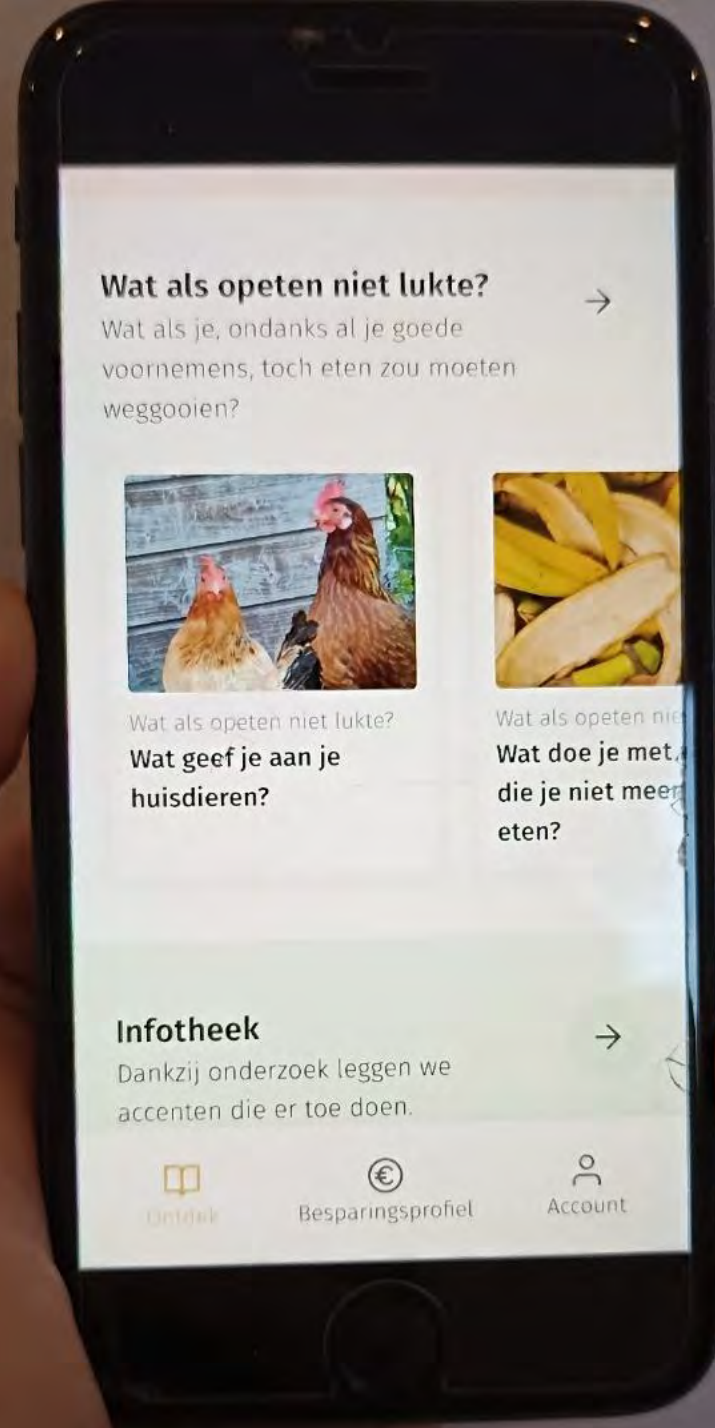 Wat als opeten niet lukte?
Wat als je, ondanks al je goede
voornemens, toch eten zou moeten
weggooien?
Wat als opeten niet lukte?
Wat geef je aan je
huisdieren?
Wat als opeten nie
Wat doe je met
die je niet meer
eten?
Infotheek
Dankzij onderzoek leggen we
accenten die er toe doen.
Ontdek
Besparingsprofiel
Account